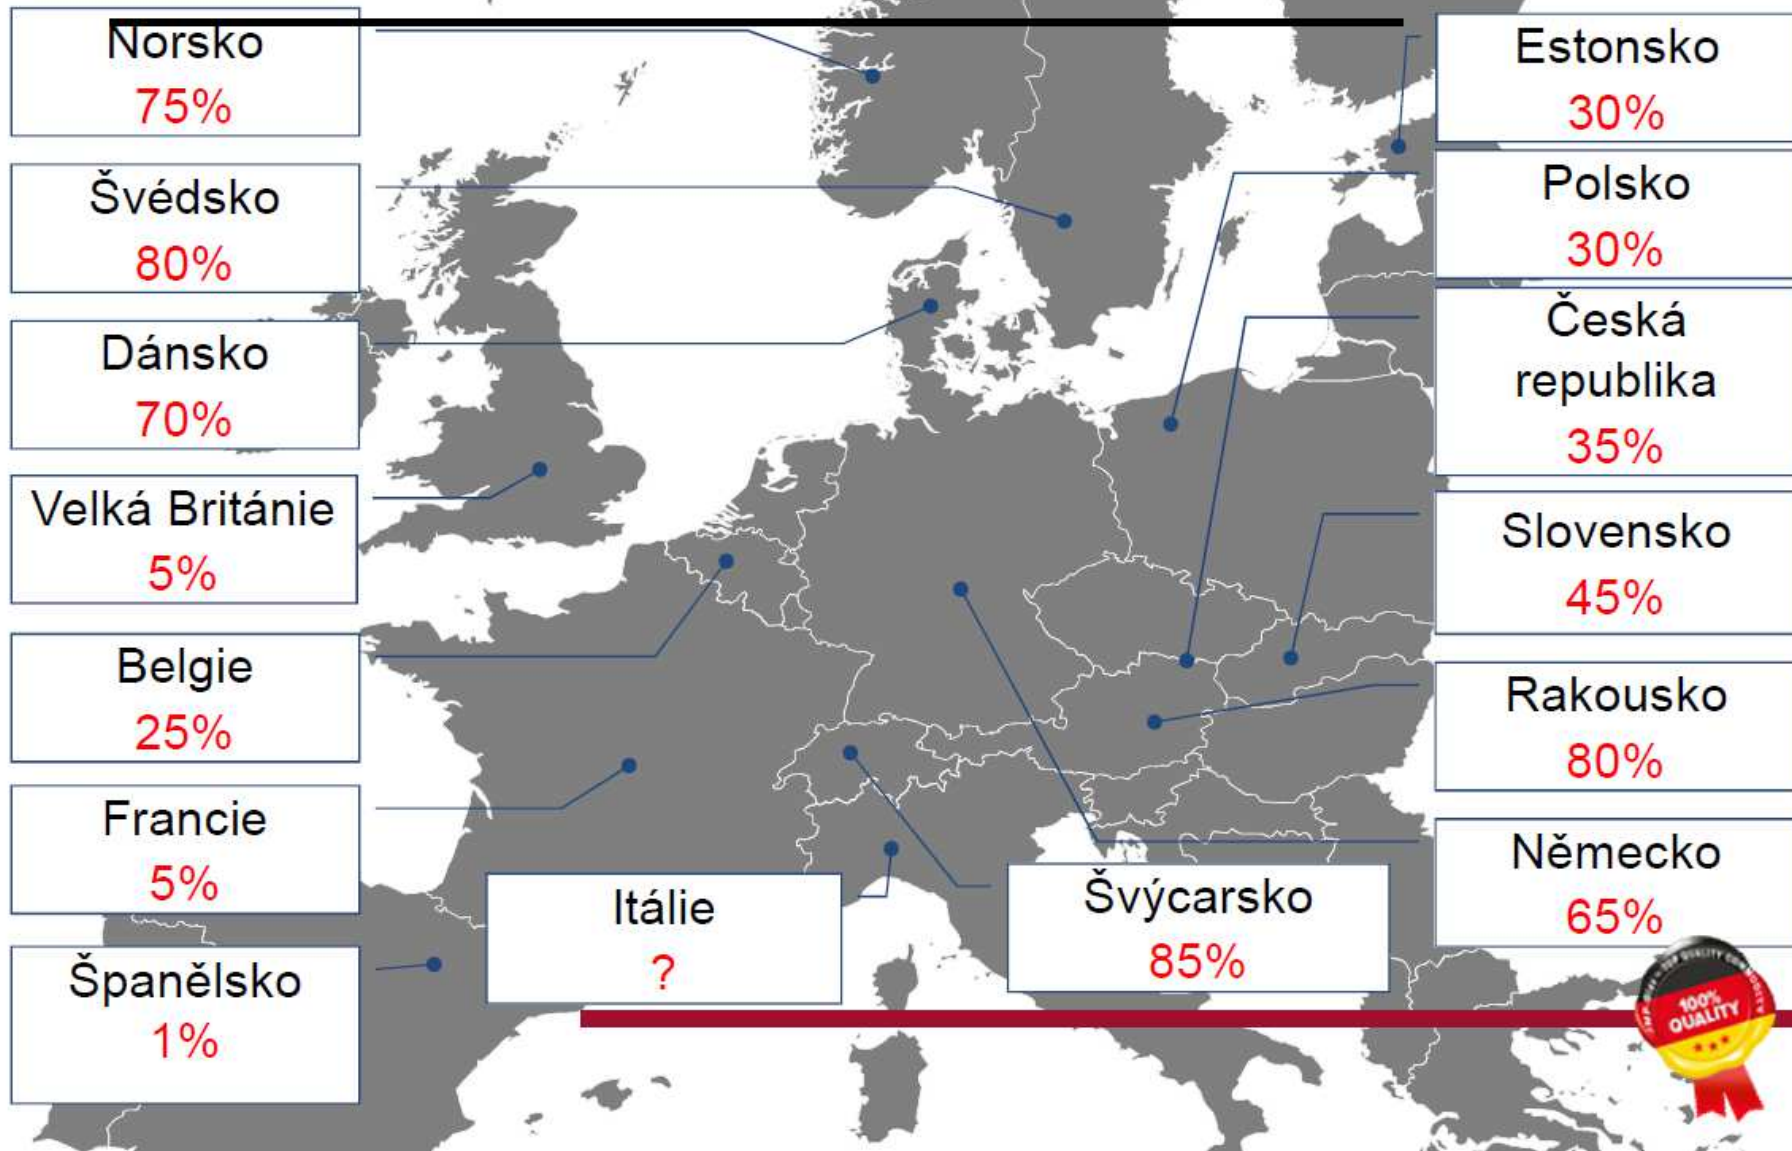 Norsko
75%
Švédsko
80%
Dánsko
70%
Velká Británie
5%
Belgie
25%
Francie
5%
Španělsko
1%
Itálie
?
Švýcarsko
85%
Estonsko
30%
Polsko
30%
Česká
republika
35%
Slovensko
45%
Rakousko
80%
Německo
65%
100%
QUALITY